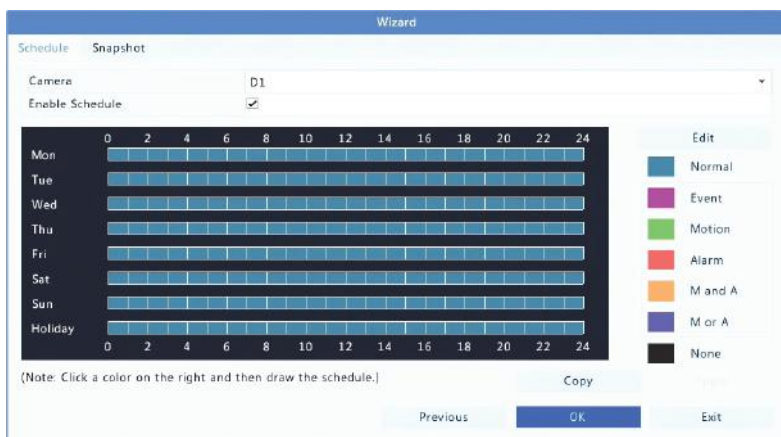 Wizard
Schedule Snapshot
Camera D1
Enable Schedule
0 2 4 6 8 10 12 14 16 18 20 22 24 Edit
Mon
Normal
Tue
Wed Event
Thu Motion
Fri
Alarm
Sat
M and A
Sun
M or A
Holiday
0 2 4 6 8 10 12 14 16 18 20 22 24 None
(Note: Click a color on the right and then draw the schedule.)
Copy
Previous OK Exit